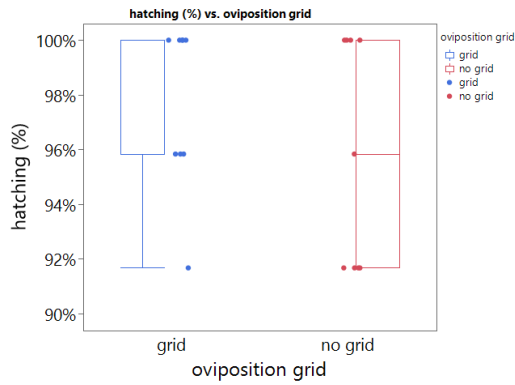 hatching (%) vs. oviposition grid
100%
98%
96%
94%
92%
90%
hatching (%)
grid
no grid
oviposition grid
oviposition grid
grid
no grid
grid
no grid